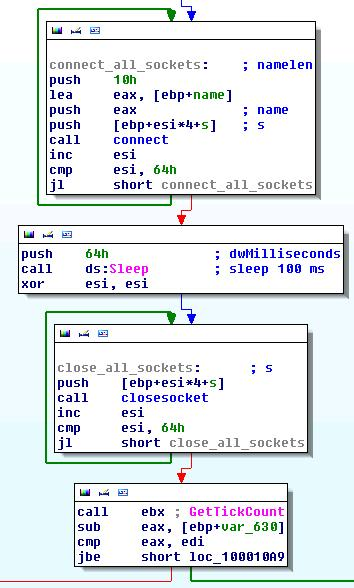 connect_all_sockets:     ; namelen
push    10h
lea     eax, [ebp+name]
push    eax              ; name
push    [ebp+esi*4+s]    ; s
call    connect
inc     esi
cmp     esi, 64h
jl      short connect_all_sockets
push    64h              ; dwMilliseconds
call    ds:Sleep         ; sleep 100 ms
xor     esi, esi
close_all_sockets:       ; s
push    [ebp+esi*4+s]
call    closesocket
inc     esi
cmp     esi, 64h
jl      short close_all_sockets
call    ebx ; GetTickCount
sub     eax, [ebp+var_630]
cmp     eax, edi
jbe     short loc_100010A9